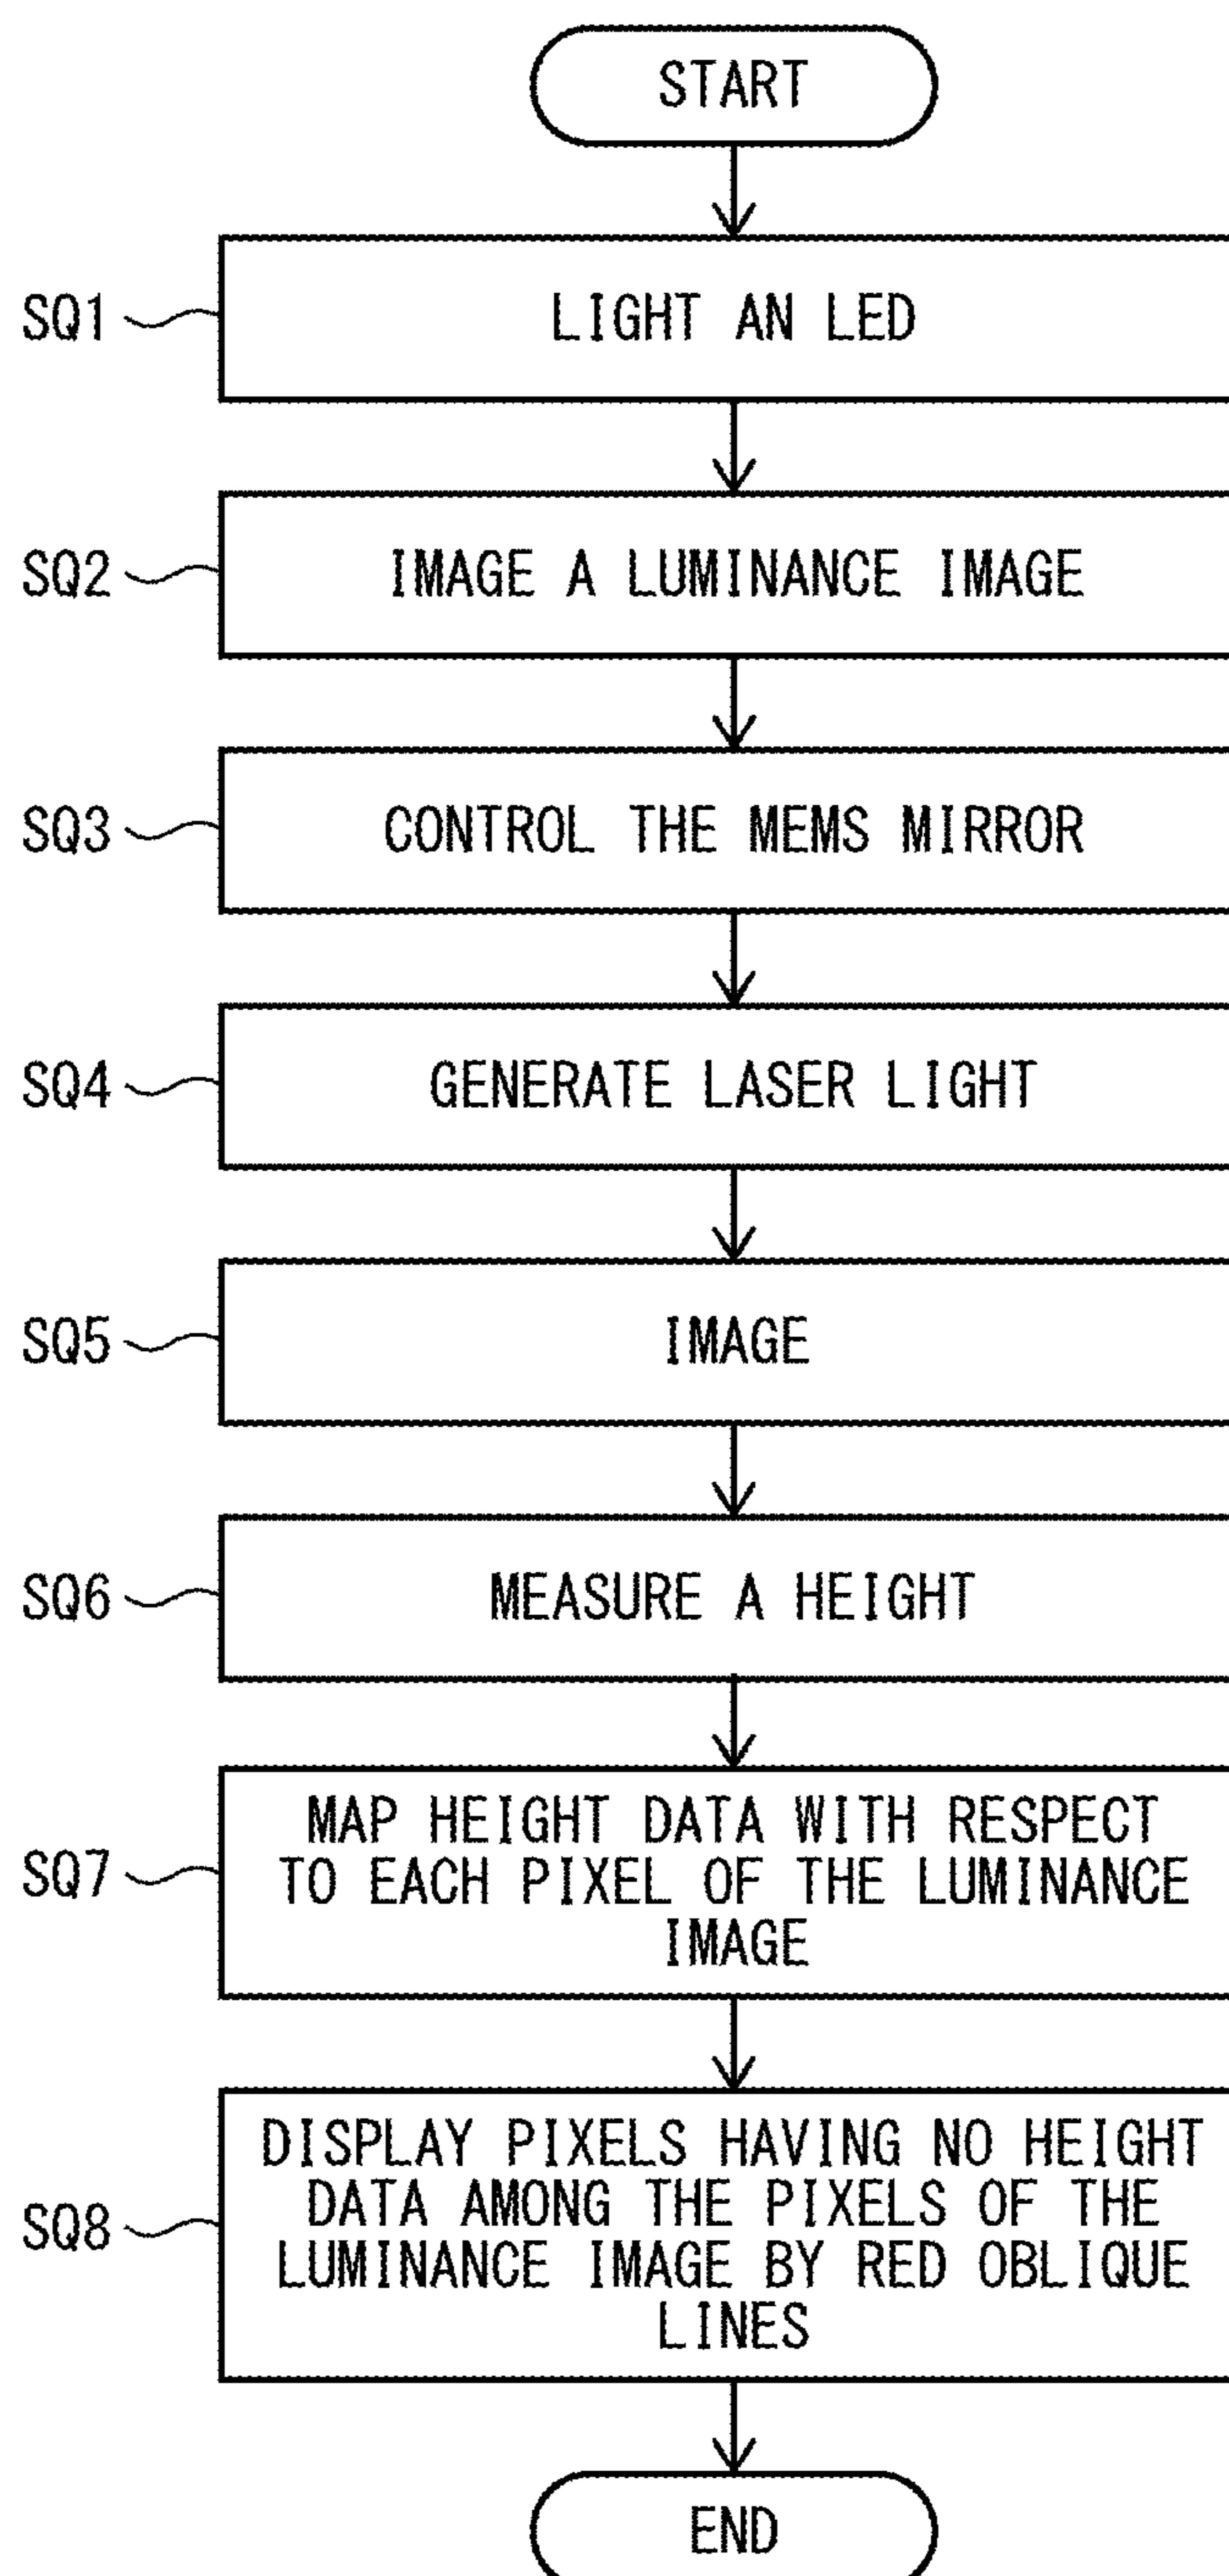 START
SQ1
LIGHT AN LED
SQ2
IMAGE A LUMINANCE IMAGE
SQ3
CONTROL THE MEMS MIRROR
SQ4
GENERATE LASER LIGHT
SQ5
IMAGE
SQ6
MEASURE A HEIGHT
SQ7
MAP HEIGHT DATA WITH RESPECT
TO EACH PIXEL OF THE LUMINANCE
IMAGE
SQ8
DISPLAY PIXELS HAVING NO HEIGHT
DATA AMONG THE PIXELS OF THE
LUMINANCE IMAGE BY RED OBLIQUE
LINES
END